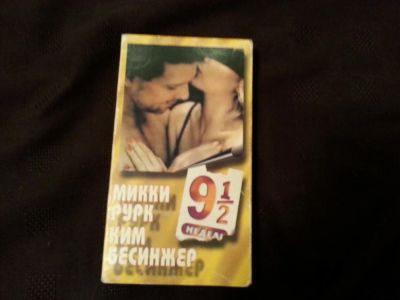 МИККИ
РУРК
КИМ
БЕСИНЖЕР
9 1/2
НЕДЕЛЬ